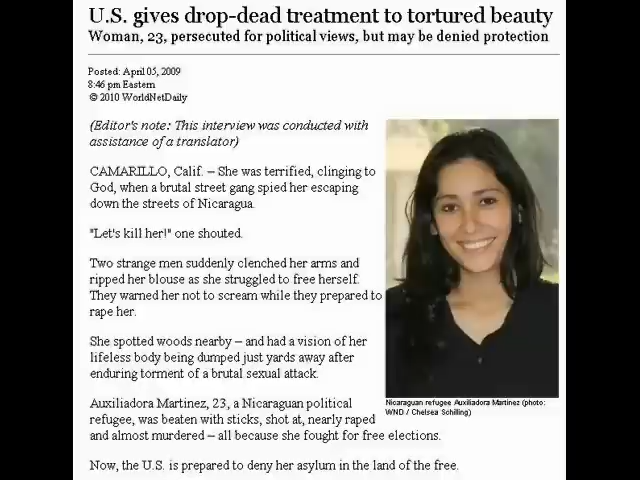 U.S. gives drop-dead treatment to tortured beauty
Woman, 23, persecuted for political views, but may be denied protection
Posted: April 05, 2009
8:46 pm Eastern
© 2010 WorldNetDaily
(Editor's note: This interview was conducted with
assistance of a translator)
CAMARILLO, Calif. – She was terrified, clinging to
God, when a brutal street gang spied her escaping
down the streets of Nicaragua.
"Let's kill her!" one shouted.
Two strange men suddenly clenched her arms and
ripped her blouse as she struggled to free herself.
They warned her not to scream while they prepared to
rape her.
She spotted woods nearby – and had a vision of her
lifeless body being dumped just yards away after
enduring torment of a brutal sexual attack.
Auxiliadora Martinez, 23, a Nicaraguan political
refugee, was beaten with sticks, shot at, nearly raped
and almost murdered – all because she fought for free elections.
Now, the U.S. is prepared to deny her asylum in the land of the free.
Nicaraguan refugee Auxiliadora Martinez (photo:
WND / Chelsea Schilling)